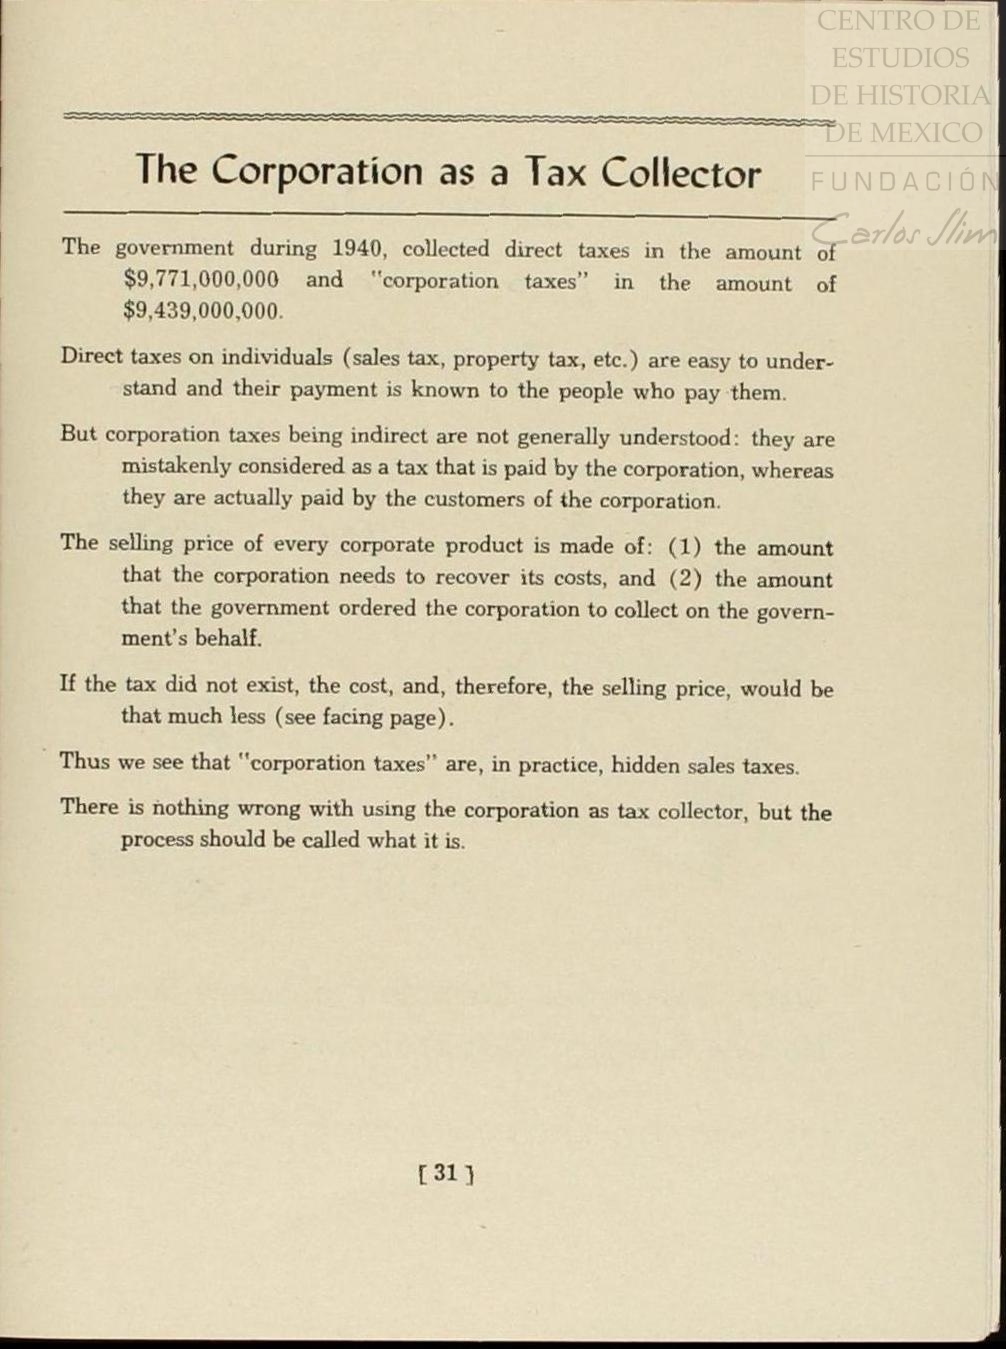 CENTRO DE
ESTUDIOS
DE HISTORIA
DE MEXICO
FUNDACIÓN
Carlos Slim
The Corporation as a Tax Collector
The government during 1940, collected direct taxes in the amount of
$9,771,000,000 and "corporation taxes" in the amount of
$9,439,000,000.
Direct taxes on individuals (sales tax, property tax, etc.) are easy to under-
stand and their payment is known to the people who pay them.
But corporation taxes being indirect are not generally understood: they are
mistakenly considered as a tax that is paid by the corporation, whereas
they are actually paid by the customers of the corporation.
The selling price of every corporate product is made of: (1) the amount
that the corporation needs to recover its costs, and (2) the amount
that the government ordered the corporation to collect on the govern-
ment's behalf.
If the tax did not exist, the cost, and, therefore, the selling price, would be
that much less (see facing page).
Thus we see that "corporation taxes" are, in practice, hidden sales taxes.
There is nothing wrong with using the corporation as tax collector, but the
process should be called what it is.
[31]